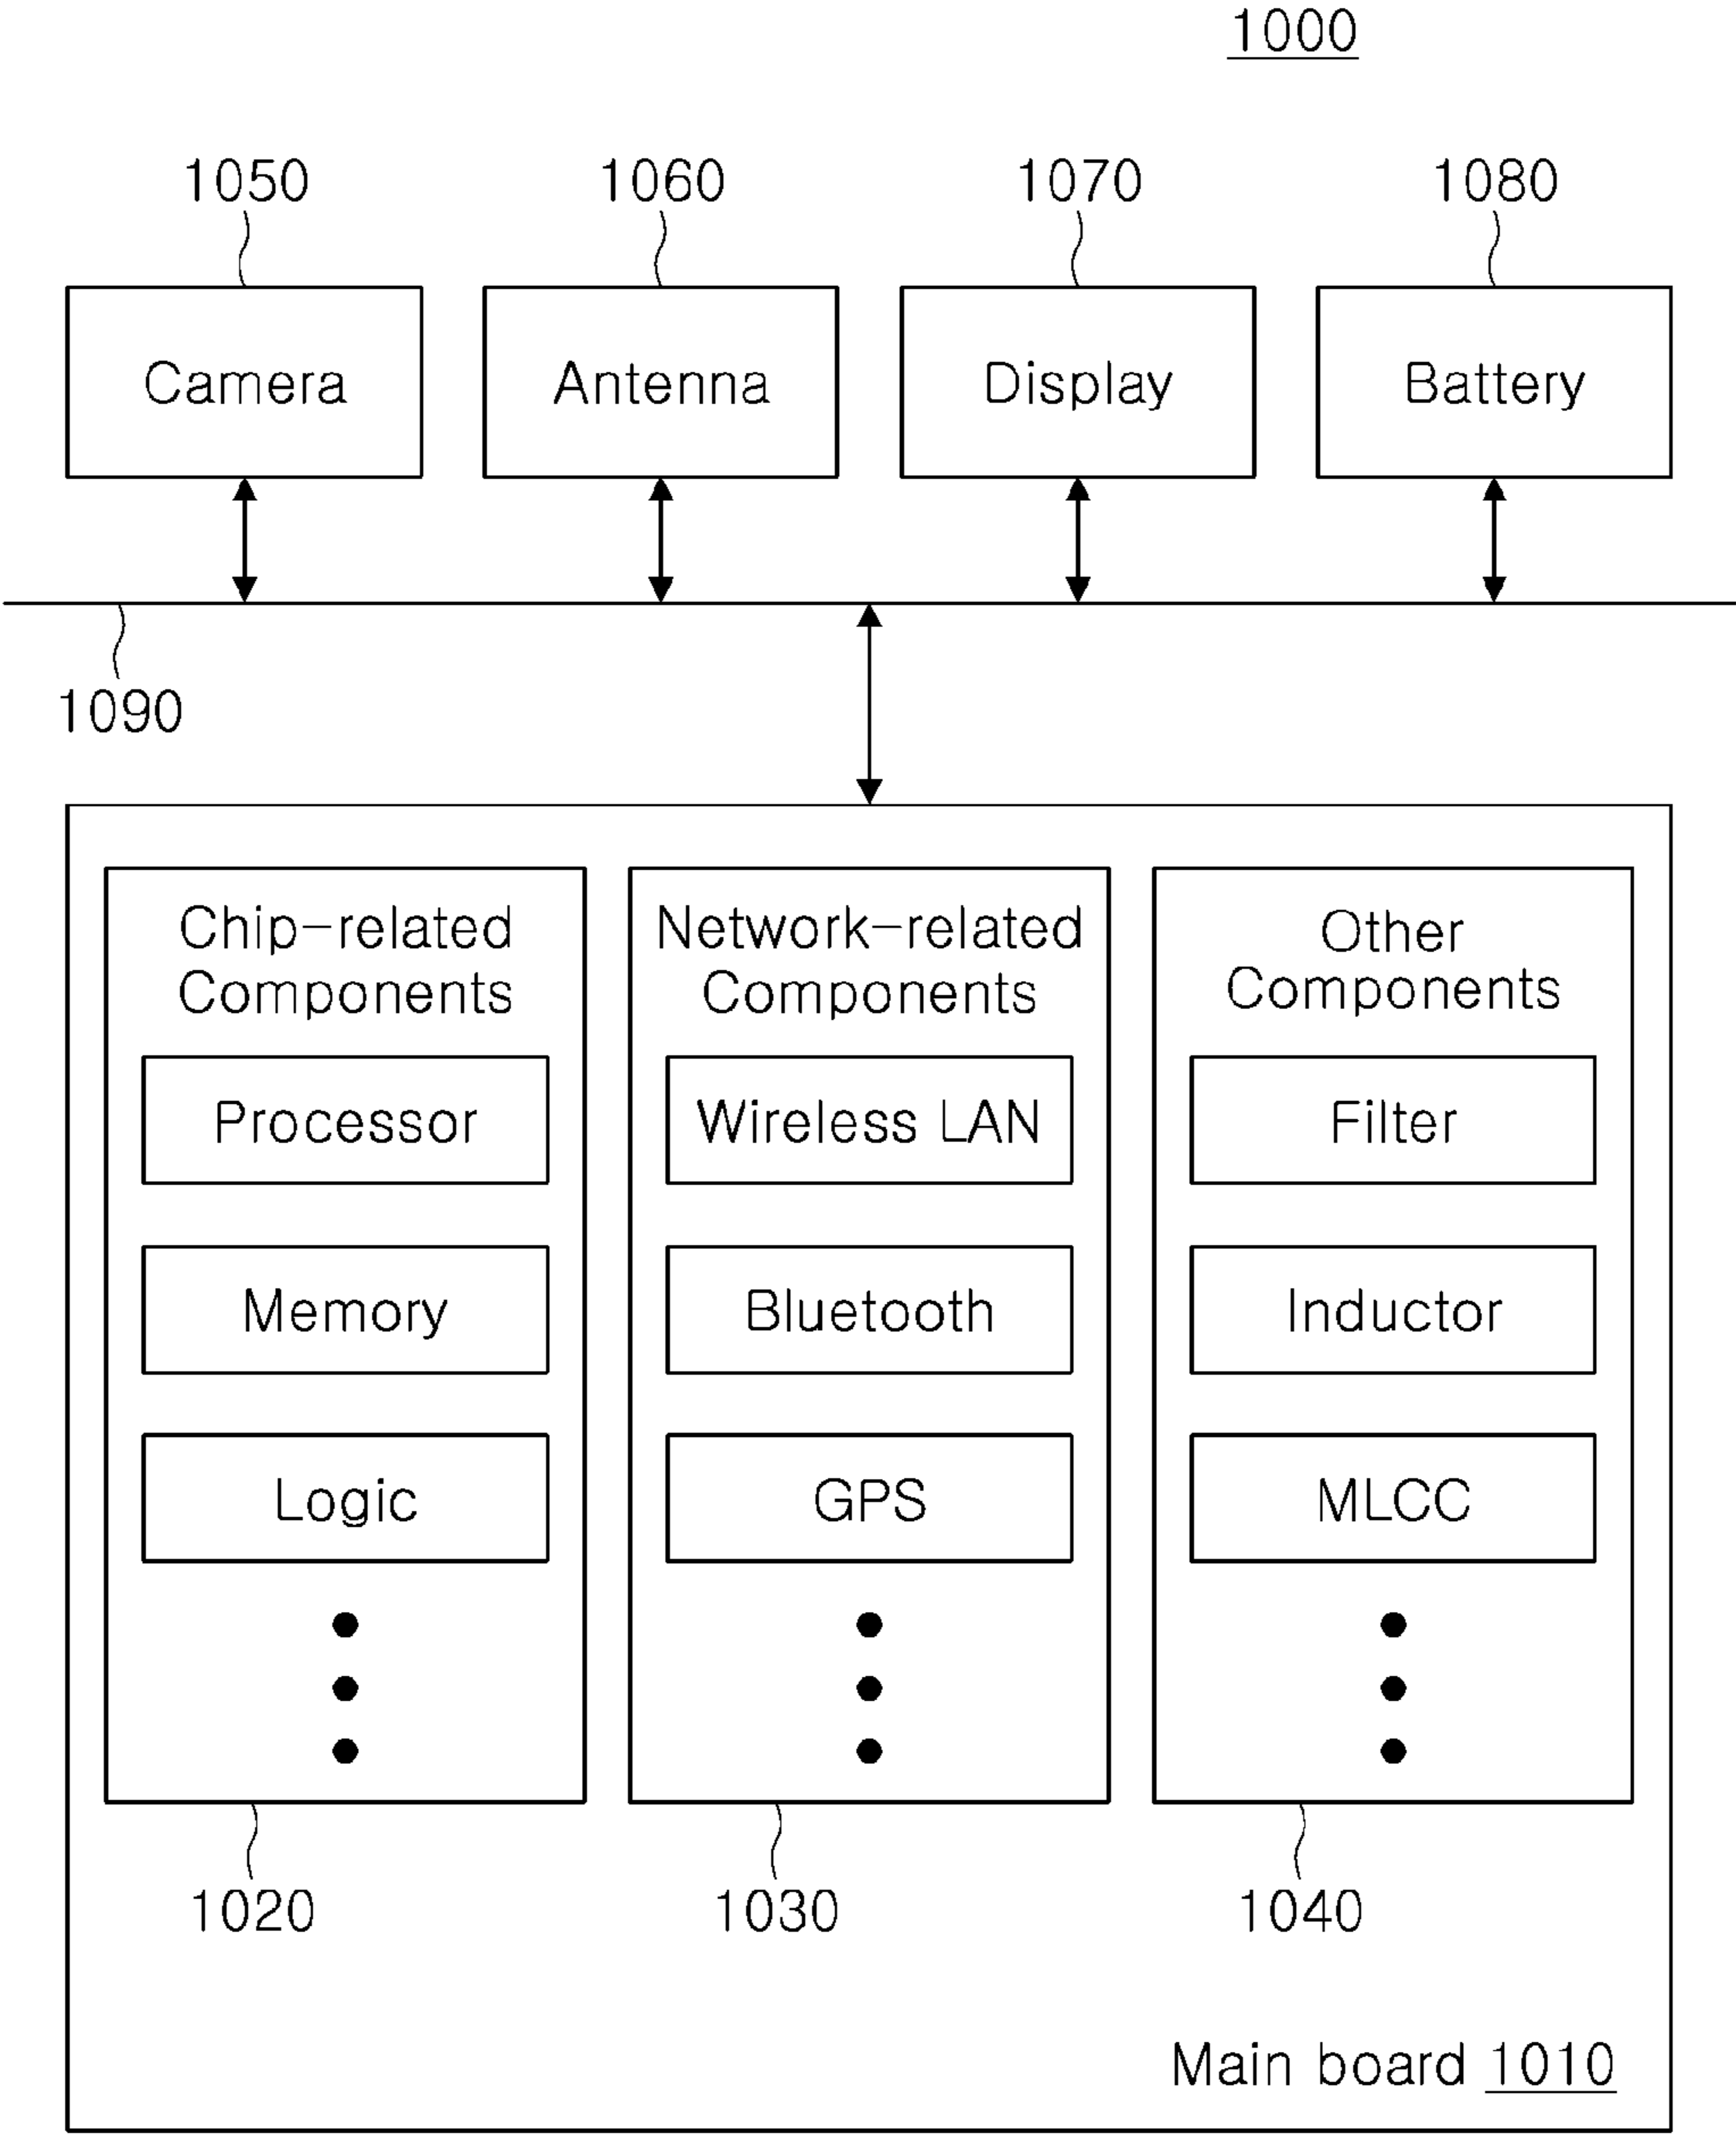 1000
1050
1060
1070
1080
Camera
Antenna
Display
Battery
1090
Chip-related
Components
Processor
Memory
Logic
1020
Network-related
Components
Wireless LAN
Bluetooth
GPS
1030
Other
Components
Filter
Inductor
MLCC
1040
Main board 1010